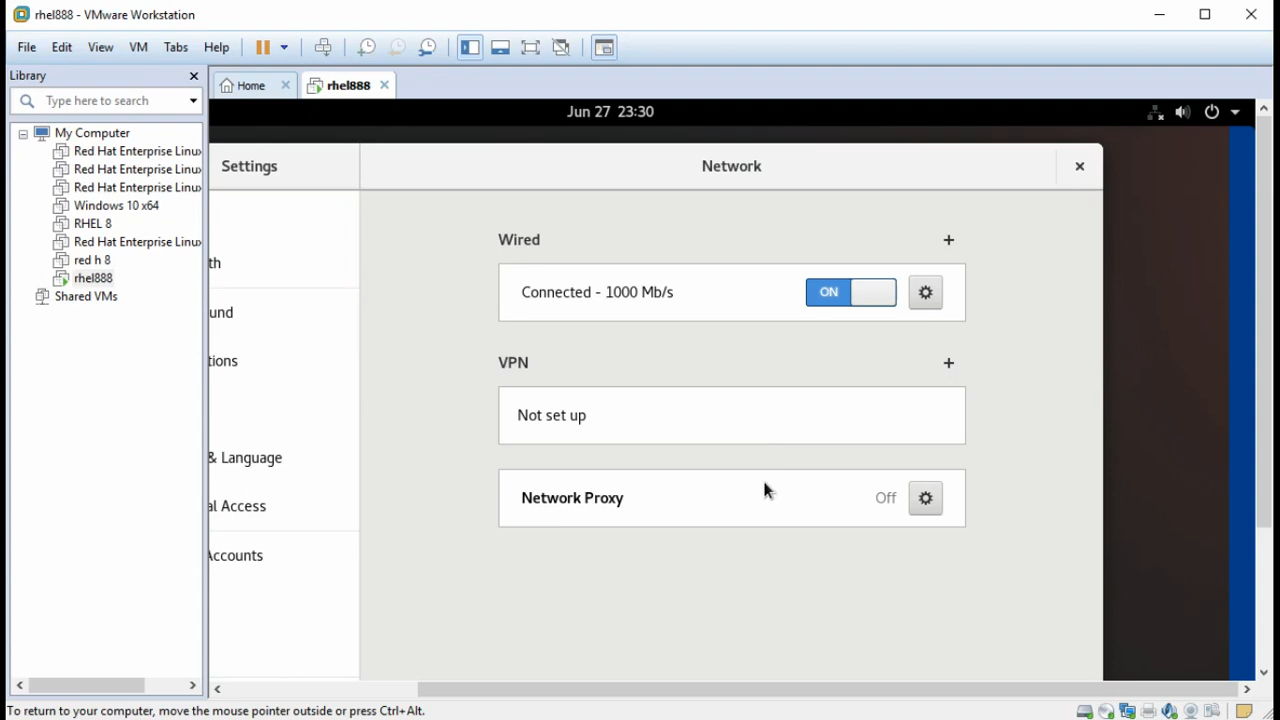 rhel888 - VMware Workstation
File Edit View VM Tabs Help
Library
Type here to search
My Computer
Red Hat Enterprise Linux
Red Hat Enterprise Linux
Red Hat Enterprise Linux
Windows 10 x64
RHEL 8
Red Hat Enterprise Linux
red h 8
rhel888
Shared VMs
Home rhel888
Jun 27 23:30
Settings
Network
th
und
tions
& Language
al Access
Accounts
Wired
Connected - 1000 Mb/s ON
VPN
Not set up
Network Proxy Off
To return to your computer, move the mouse pointer outside or press Ctrl+Alt.